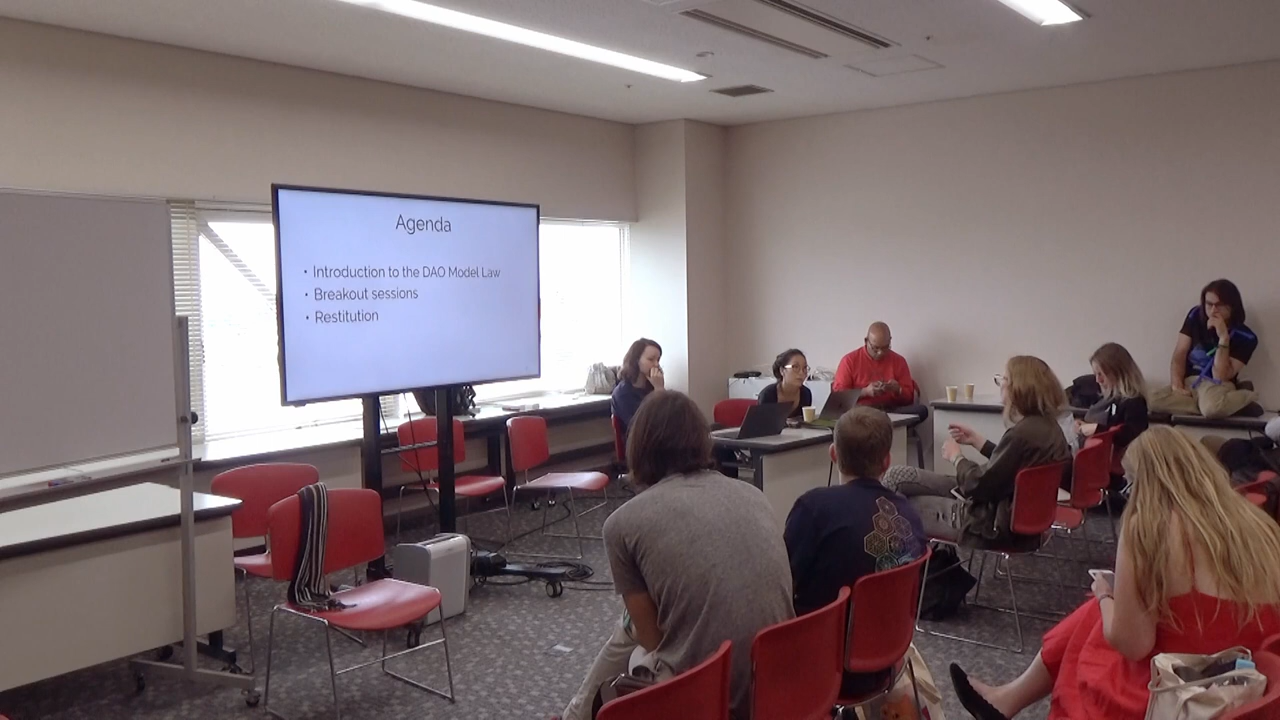 Agenda
• Introduction to the DAO Model Law
• Breakout sessions
• Restitution